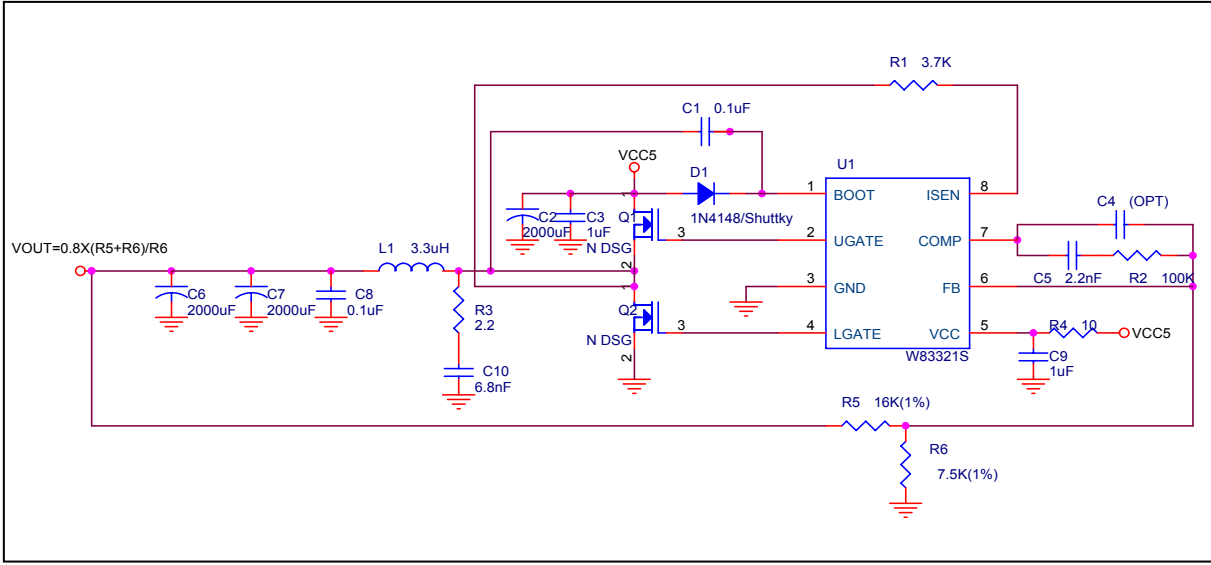 R1 3.7K
C1 0.1uF
VCC5
U1
D1
1
BOOT
ISEN
8
C4 (OPT)
1
Q1
C2
2000uF
C3
1uF
1N4148/Shuttky
N DSG
3
2
UGATE
COMP
7
VOUT=0.8X(R5+R6)/R6
L1 3.3uH
2
C5 2.2nF
R2 100K
3
GND
FB
6
C6
2000uF
C7
2000uF
C8
0.1uF
R3
2.2
1
Q2
N DSG
3
4
LGATE
VCC
5
R4 10
VCC5
2
W83321S
C9
1uF
C10
6.8nF
R5 16K(1%)
R6
7.5K(1%)